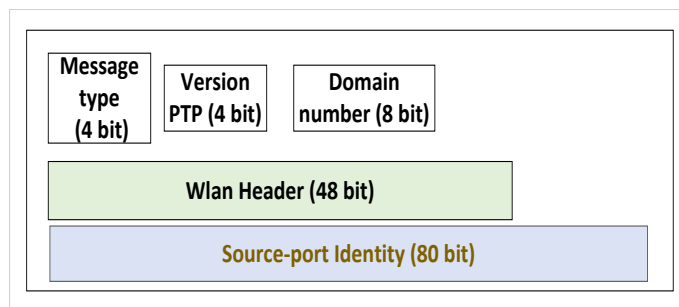 Message
type
(4 bit)
Version
PTP (4 bit)
Domain
number (8 bit)
Wlan Header (48 bit)
Source-port Identity (80 bit)